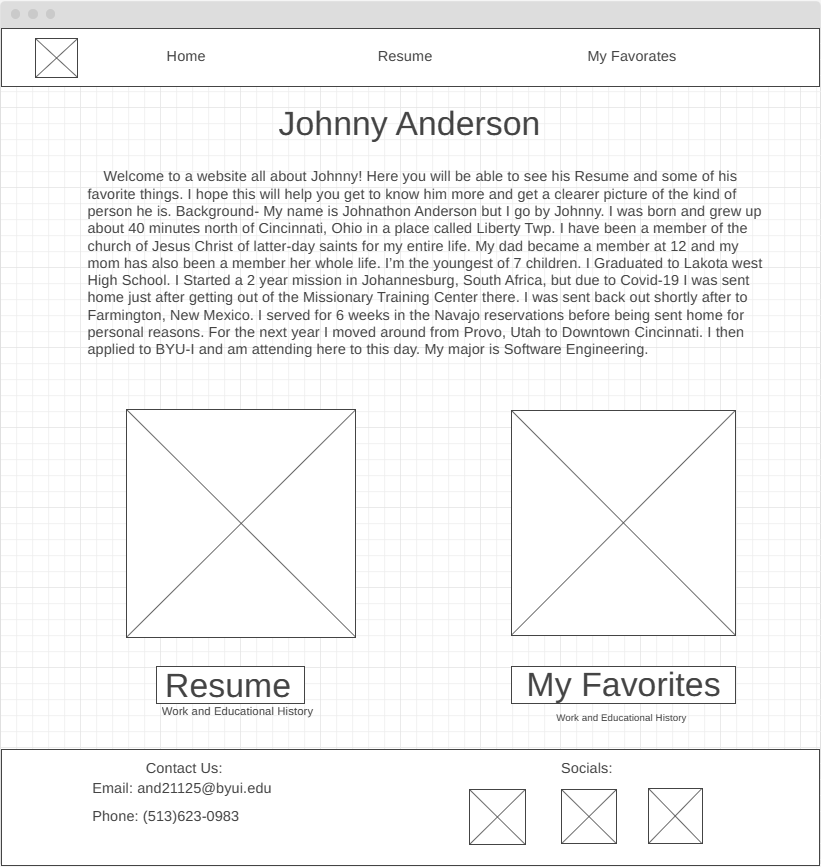 Home Resume My Favorates
Johnny Anderson
Welcome to a website all about Johnny! Here you will be able to see his Resume and some of his
favorite things. I hope this will help you get to know him more and get a clearer picture of the kind of
person he is. Background- My name is Johnathon Anderson but I go by Johnny. I was born and grew up
about 40 minutes north of Cincinnati, Ohio in a place called Liberty Twp. I have been a member of the
church of Jesus Christ of latter-day saints for my entire life. My dad became a member at 12 and my
mom has also been a member her whole life. I’m the youngest of 7 children. I Graduated to Lakota west
High School. I Started a 2 year mission in Johannesburg, South Africa, but due to Covid-19 I was sent
home just after getting out of the Missionary Training Center there. I was sent back out shortly after to
Farmington, New Mexico. I served for 6 weeks in the Navajo reservations before being sent home for
personal reasons. For the next year I moved around from Provo, Utah to Downtown Cincinnati. I then
applied to BYU-I and am attending here to this day. My major is Software Engineering.
Resume
Work and Educational History
My Favorites
Work and Educational History
Contact Us:
Email: and21125@byui.edu
Phone: (513)623-0983
Socials: